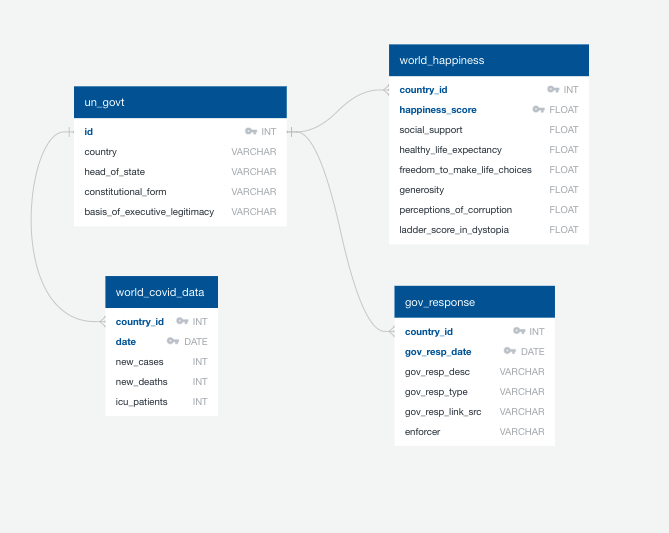 un_govt
id INT
country VARCHAR
head_of_state VARCHAR
constitutional_form VARCHAR
basis_of_executive_legitimacy VARCHAR
world_happiness
country_id INT
happiness_score FLOAT
social_support FLOAT
healthy_life_expectancy FLOAT
freedom_to_make_life_choices FLOAT
generosity FLOAT
perceptions_of_corruption FLOAT
ladder_score_in_dystopia FLOAT
world_covid_data
country_id INT
date DATE
new_cases INT
new_deaths INT
icu_patients INT
gov_response
country_id INT
gov_resp_date DATE
gov_resp_desc VARCHAR
gov_resp_type VARCHAR
gov_resp_link_src VARCHAR
enforcer VARCHAR